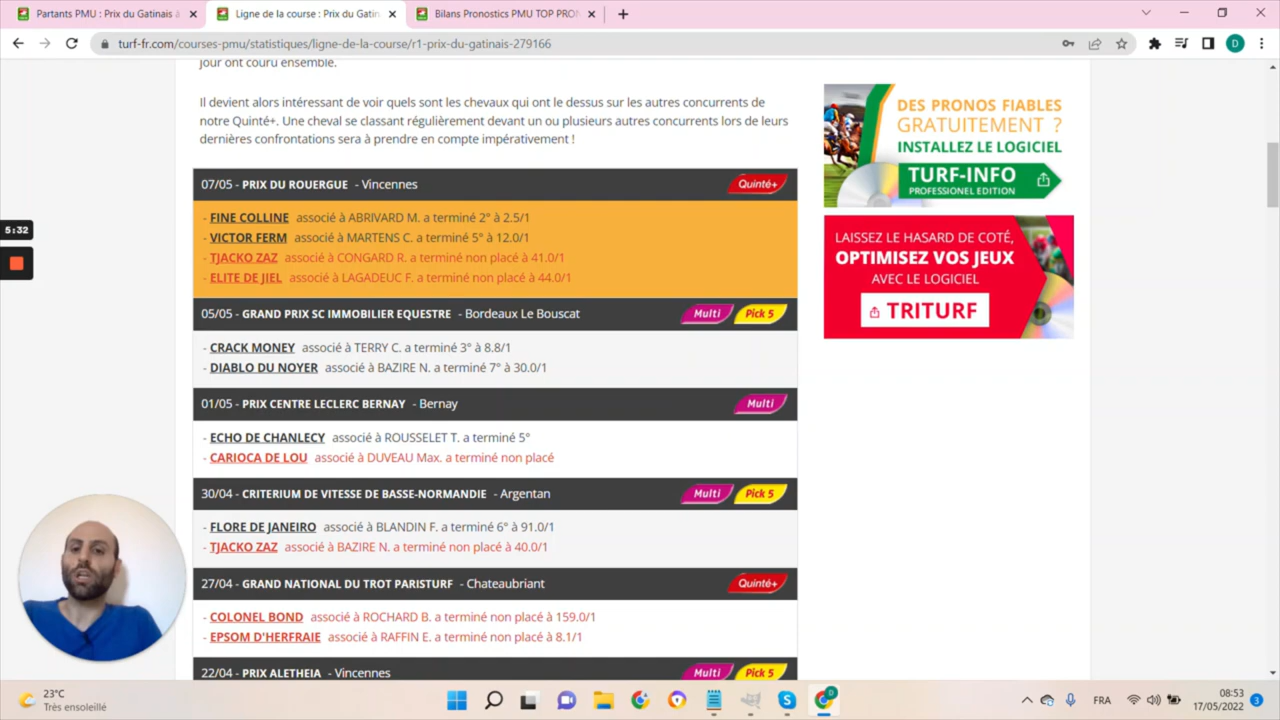 Partants PMU : Prix du Gatinais à
Ligne de la course : Prix du Gatin
Bilans Pronostics PMU TOP PRON
turf-fr.com/courses-pmu/statistiques/ligne-de-la-course/r1-prix-du-gatinais-279166
D
jour ont couru ensemble.
Il devient alors intéressant de voir quels sont les chevaux qui ont le dessus sur les autres concurrents de
notre Quinté+. Une cheval se classant régulièrement devant un ou plusieurs autres concurrents lors de leurs
dernières confrontations sera à prendre en compte impérativement !
07/05 - PRIX DU ROUERGUE - Vincennes Quinté+
- FINE COLLINE associé à ABRIVARD M. a terminé 2° à 2.5/1
- VICTOR FERM associé à MARTENS C. a terminé 5° à 12.0/1
- TJACKO ZAZ associé à CONGARD R. a terminé non placé à 41.0/1
- ELITE DE JIEL associé à LAGADEUC F. a terminé non placé à 44.0/1
05/05 - GRAND PRIX SC IMMOBILIER EQUESTRE - Bordeaux Le Bouscat Multi Pick 5
- CRACK MONEY associé à TERRY C. a terminé 3° à 8.8/1
- DIABLO DU NOYER associé à BAZIRE N. a terminé 7° à 30.0/1
01/05 - PRIX CENTRE LECLERC BERNAY - Bernay Multi
- ECHO DE CHANLECY associé à ROUSSELET T. a terminé 5°
- CARIOCA DE LOU associé à DUVEAU Max. a terminé non placé
30/04 - CRITERIUM DE VITESSE DE BASSE-NORMANDIE - Argentan Multi Pick 5
- FLORE DE JANEIRO associé à BLANDIN F. a terminé 6° à 91.0/1
- TJACKO ZAZ associé à BAZIRE N. a terminé non placé à 40.0/1
27/04 - GRAND NATIONAL DU TROT PARISTURF - Chateaubriant Quinté+
- COLONEL BOND associé à ROCHARD B. a terminé non placé à 159.0/1
- EPSOM D'HERFRAIE associé à RAFFIN E. a terminé non placé à 8.1/1
22/04 - PRIX ALETHEIA - Vincennes Multi Pick 5
DES PRONOS FIABLES
GRATUITEMENT ?
INSTALLEZ LE LOGICIEL
TURF-INFO
PROFESSIONEL EDITION
LAISSEZ LE HASARD DE COTÉ,
OPTIMISEZ VOS JEUX
AVEC LE LOGICIEL
TRITURF
5:32
23°C
Très ensoleillé
FRA
08:53
17/05/2022
3